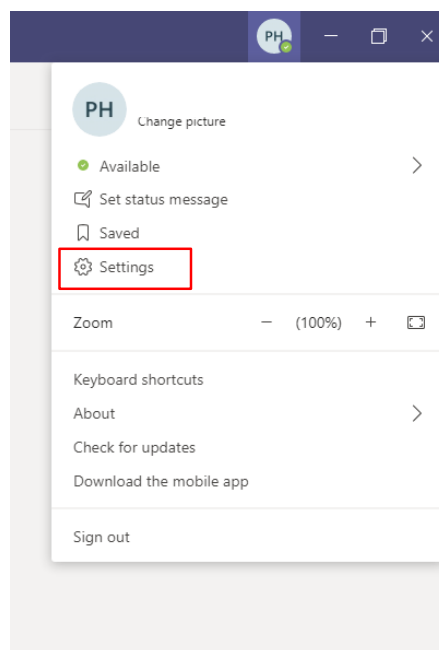 PH
PH
Change picture
Available
Set status message
Saved
Settings
Zoom − (100%) +
Keyboard shortcuts
About
Check for updates
Download the mobile app
Sign out